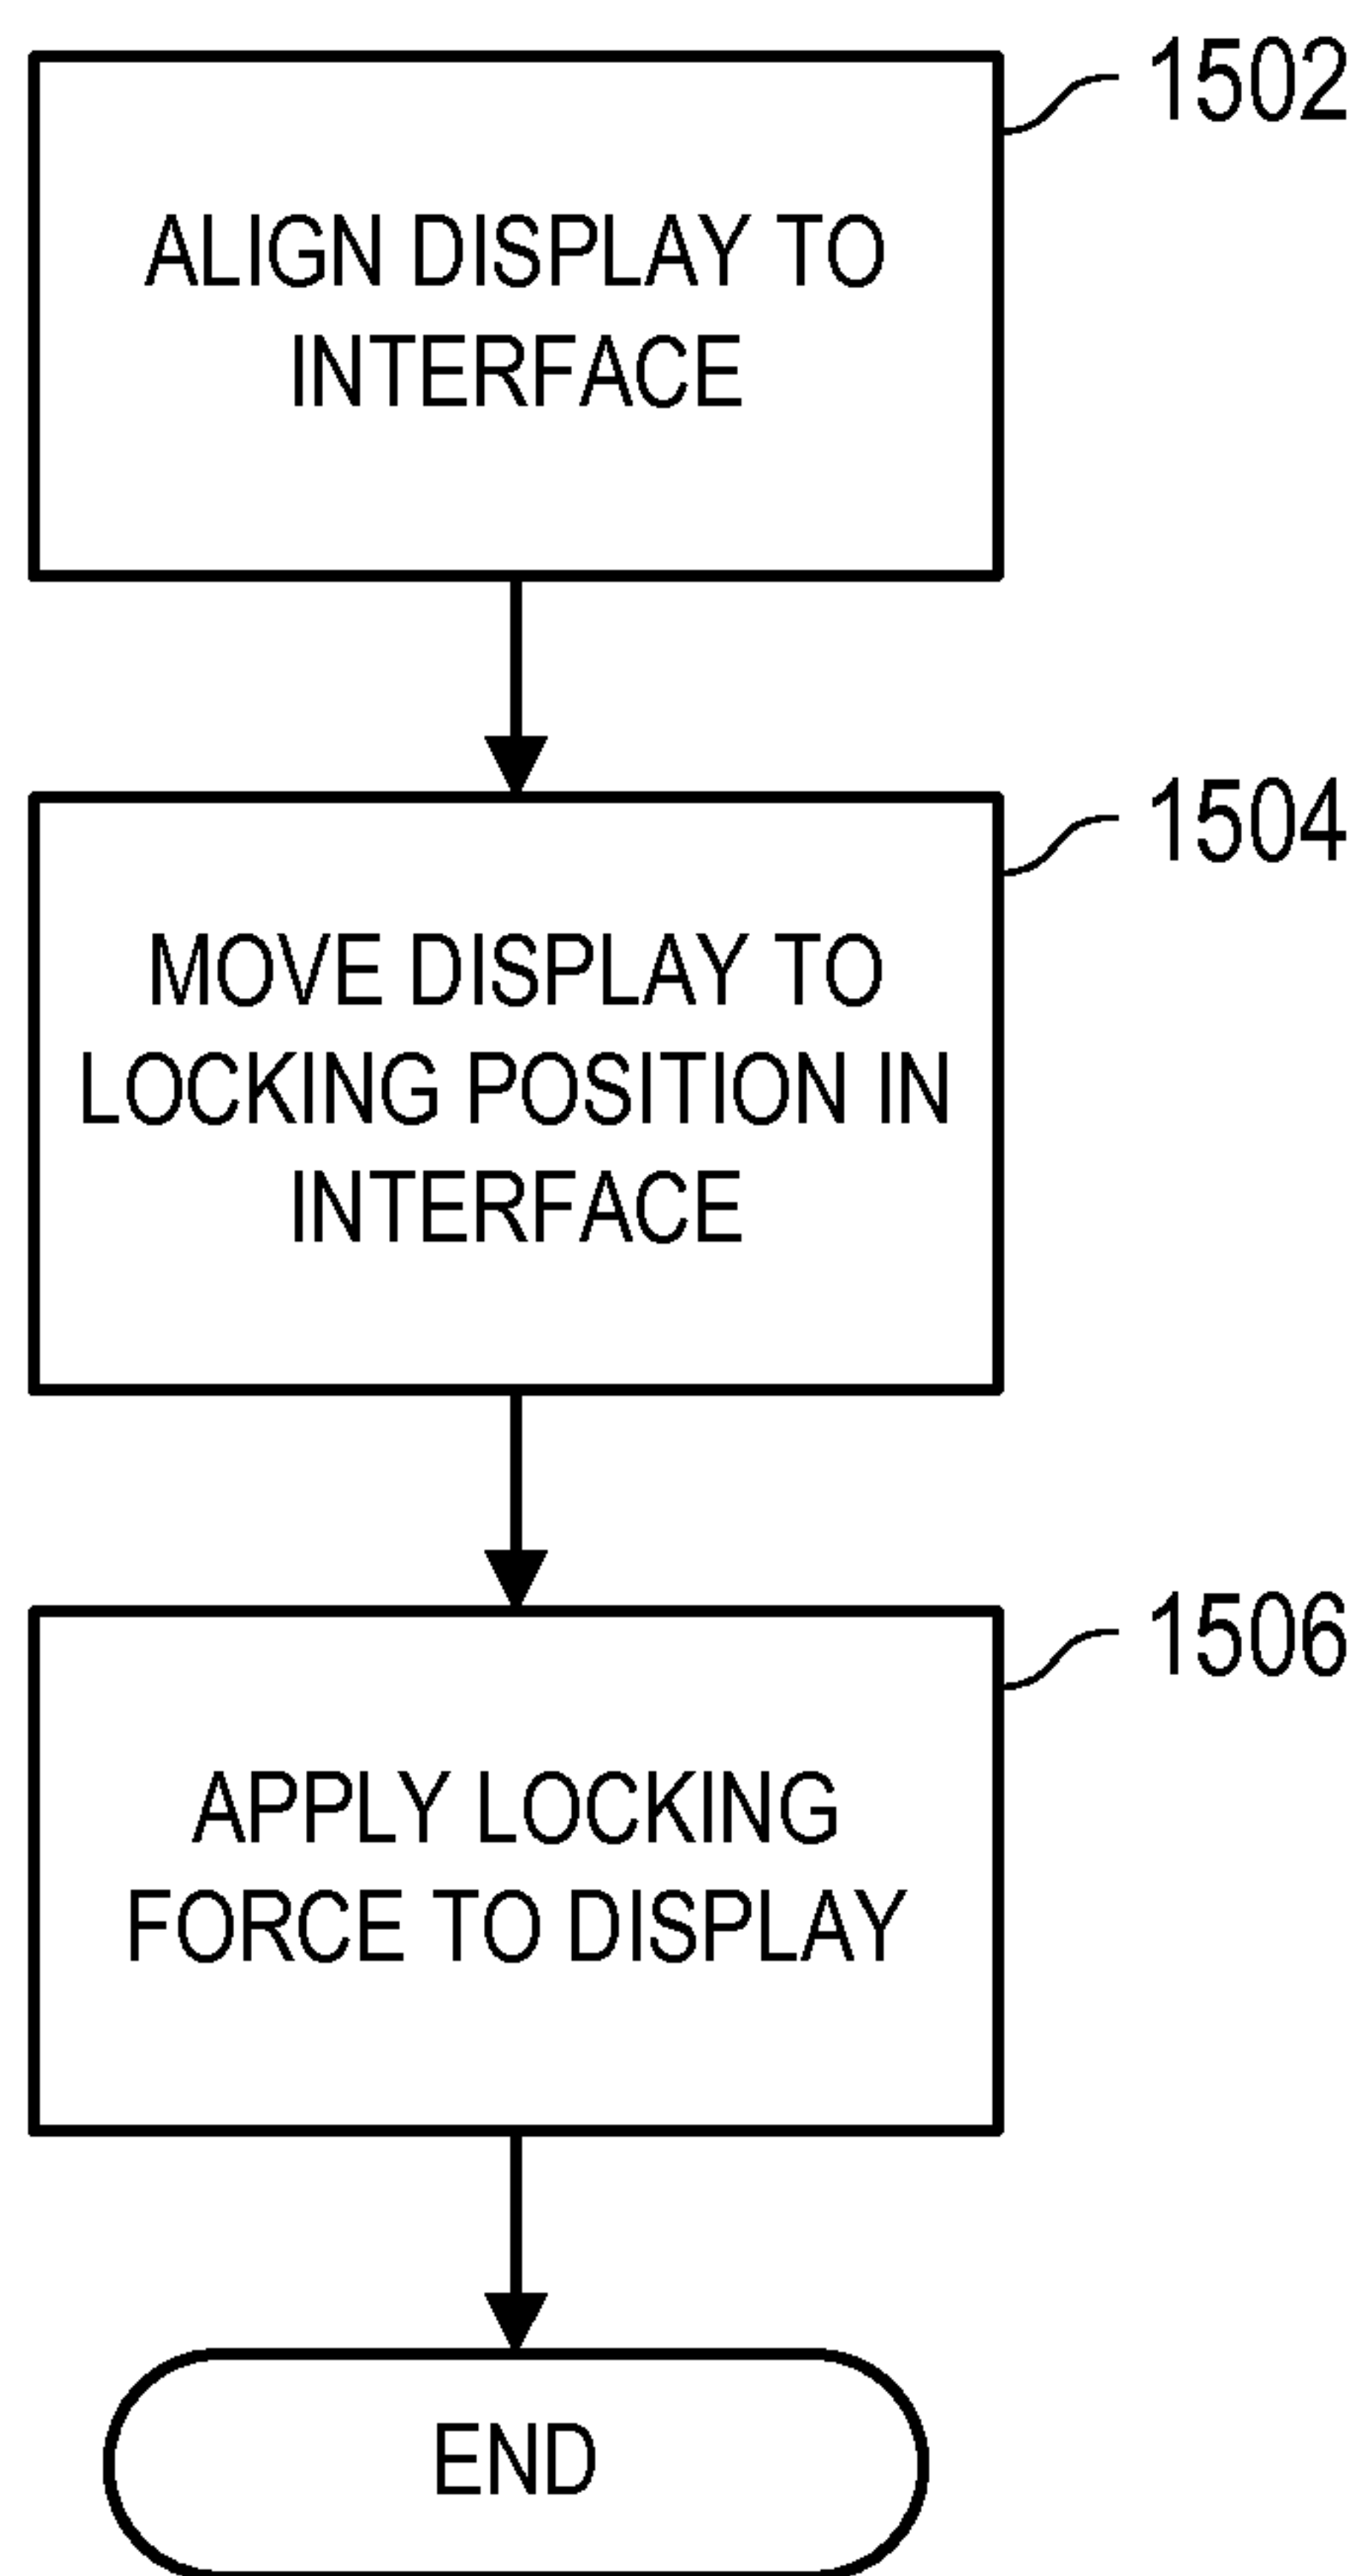 1502
ALIGN DISPLAY TO
INTERFACE
1504
MOVE DISPLAY TO
LOCKING POSITION IN
INTERFACE
1506
APPLY LOCKING
FORCE TO DISPLAY
END